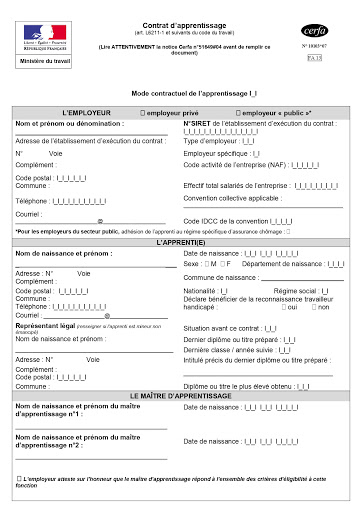 Contrat d'apprentissage
(art. L6211-1 et suivants du code du travail)
(Lire ATTENTIVEMENT la notice Cerfa n°51649#04 avant de remplir ce document)
Liberté • Égalité • Fraternité
RÉPUBLIQUE FRANÇAISE
Ministère du travail
cerfa
N° 10103*07
FA 13
Mode contractuel de l'apprentissage I_I
L'EMPLOYEUR ☐ employeur privé ☐ employeur « public »*
Nom et prénom ou dénomination :
Adresse de l'établissement d'exécution du contrat :
N° Voie
Complément :
Code postal : I_I_I_I_I_I
Commune :
Téléphone : I_I_I_I_I_I_I_I_I_I_I
Courriel :
@
N°SIRET de l'établissement d'exécution du contrat :
I_I_I_I_I_I_I_I_I_I_I_I_I_I_I
Type d'employeur : I_I_I
Employeur spécifique : I_I
Code activité de l'entreprise (NAF) : I_I_I_I_I_I
Effectif total salariés de l'entreprise : I_I_I_I_I_I
Convention collective applicable :
Code IDCC de la convention I_I_I_I_I
*Pour les employeurs du secteur public, adhésion de l'apprenti au régime spécifique d'assurance chômage : ☐
L'APPRENTI(E)
Nom de naissance et prénom :
Adresse : N° Voie
Complément :
Code postal : I_I_I_I_I_I
Commune :
Téléphone : I_I_I_I_I_I_I_I_I_I_I
Courriel : @
Représentant légal (renseigner si l'apprenti est mineur non émancipé)
Nom de naissance et prénom :
Adresse : N° Voie
Complément :
Code postal : I_I_I_I_I_I
Commune :
Date de naissance : I_I_I I_I_I I_I_I_I_I
Sexe : ☐ M ☐ F Département de naissance : I_I_I_I
Commune de naissance :
Nationalité : I_I Régime social : I_I
Déclare bénéficier de la reconnaissance travailleur
handicapé : ☐ oui ☐ non
Situation avant ce contrat : I_I_I
Dernier diplôme ou titre préparé : I_I_I
Dernière classe / année suivie : I_I_I
Intitulé précis du dernier diplôme ou titre préparé :
Diplôme ou titre le plus élevé obtenu : I_I_I
LE MAÎTRE D'APPRENTISSAGE
Nom de naissance et prénom du maître
d'apprentissage n°1 :
Date de naissance : I_I_I I_I_I I_I_I_I_I
Nom de naissance et prénom du maître
d'apprentissage n°2 :
Date de naissance : I_I_I I_I_I I_I_I_I_I
☐ L'employeur atteste sur l'honneur que le maître d'apprentissage répond à l'ensemble des critères d'éligibilité à cette
fonction